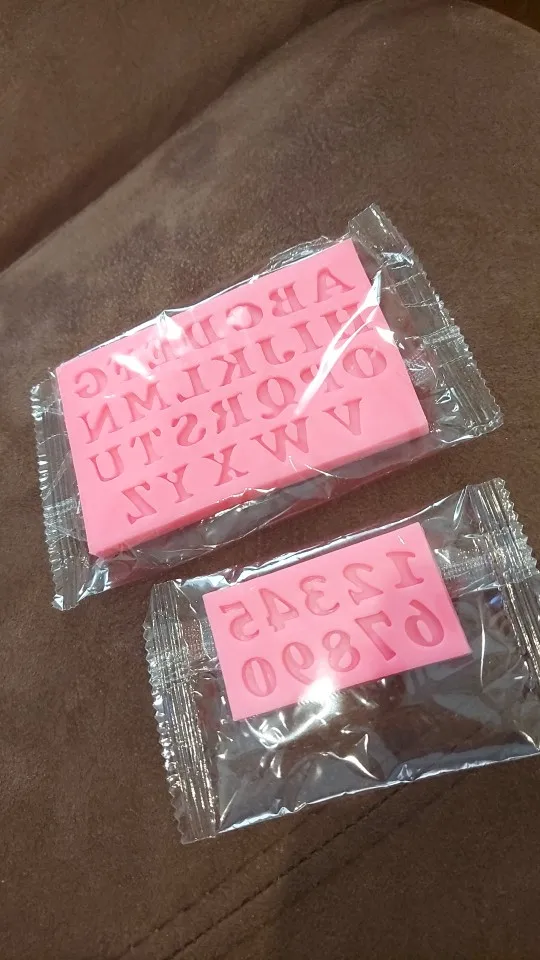 ABCDEFG
HIJKLMN
OPQRSTU
VWXYZ
12345
67890